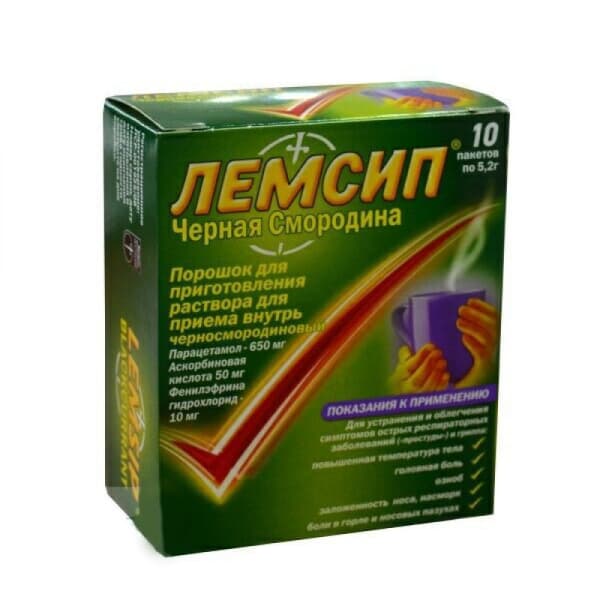 ЛЕМСИП®
10
пакетов
по 5,2г
Черная Смородина
Порошок для
приготовления
раствора для
приема внутрь
черносмородиновый
Парацетамол - 650 мг
Аскорбиновая
кислота 50 мг
Фенилэфрина
гидрохлорид -
10 мг
ПОКАЗАНИЯ К ПРИМЕНЕНИЮ
Для устранения и облегчения
симптомов острых респираторных
заболеваний («простуды») и гриппа:
повышенная температура тела
головная боль
озноб
заложенность носа, насморк
боли в горле и носовых пазухах
LEMSIP
BLACKCURRANT